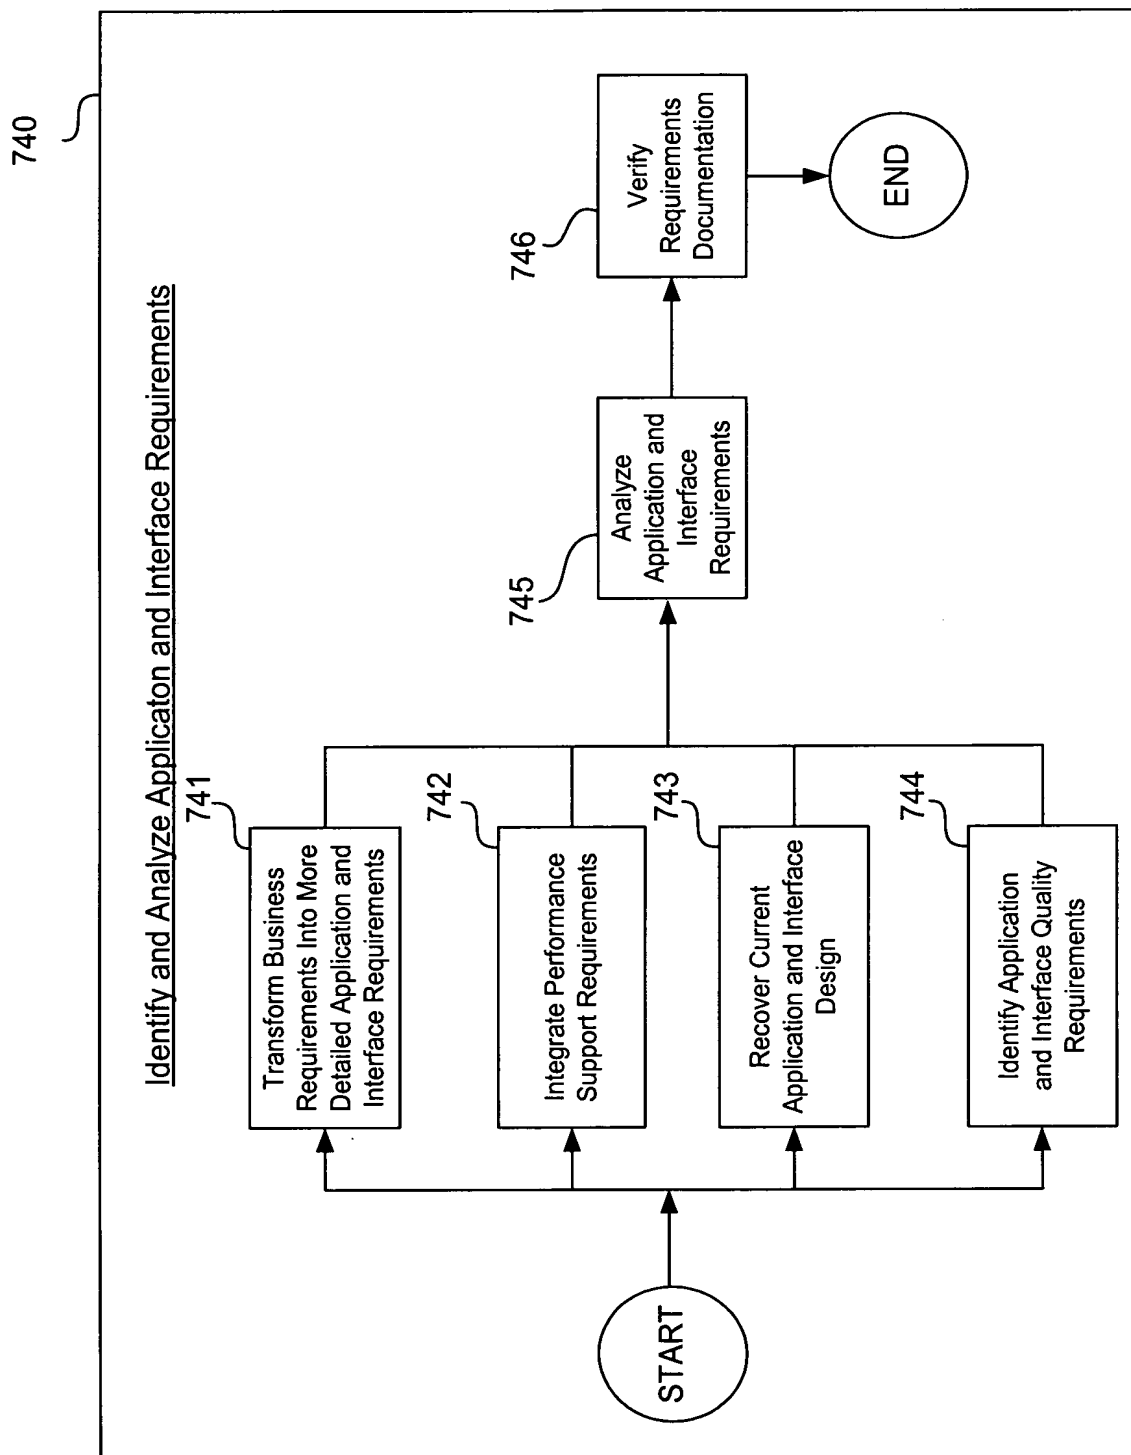 740
Identify and Analyze Applicaton and Interface Requirements
741
Transform Business
Requirements Into More
Detailed Application and
Interface Requirements
742
Integrate Performance
Support Requirements
743
Recover Current
Application and Interface
Design
744
Identify Application
and Interface Quality
Requirements
START
745
Analyze
Application and
Interface
Requirements
746
Verify
Requirements
Documentation
END